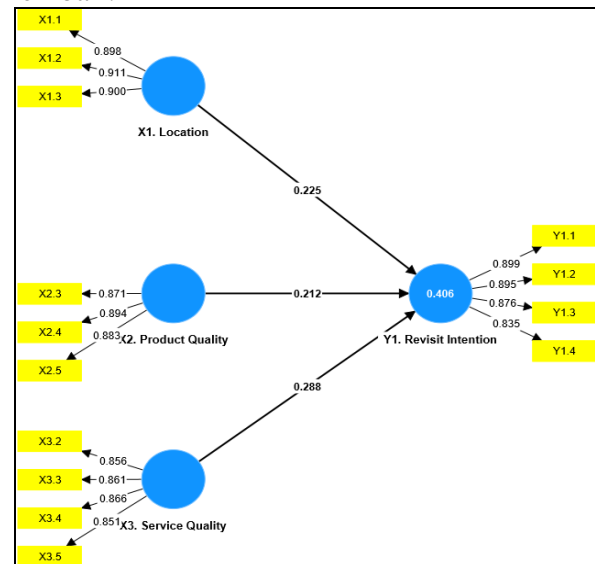 X1.1
0.898
X1.2
0.911
X1.3
0.900
X1. Location
0.225
X2.3
0.871
X2.4
0.894
X2.5
0.883
X2. Product Quality
0.212
0.406
Y1. Revisit Intention
Y1.1
0.899
Y1.2
0.895
Y1.3
0.876
Y1.4
0.835
0.288
X3.2
0.856
X3.3
0.861
X3.4
0.866
X3.5
0.851
X3. Service Quality